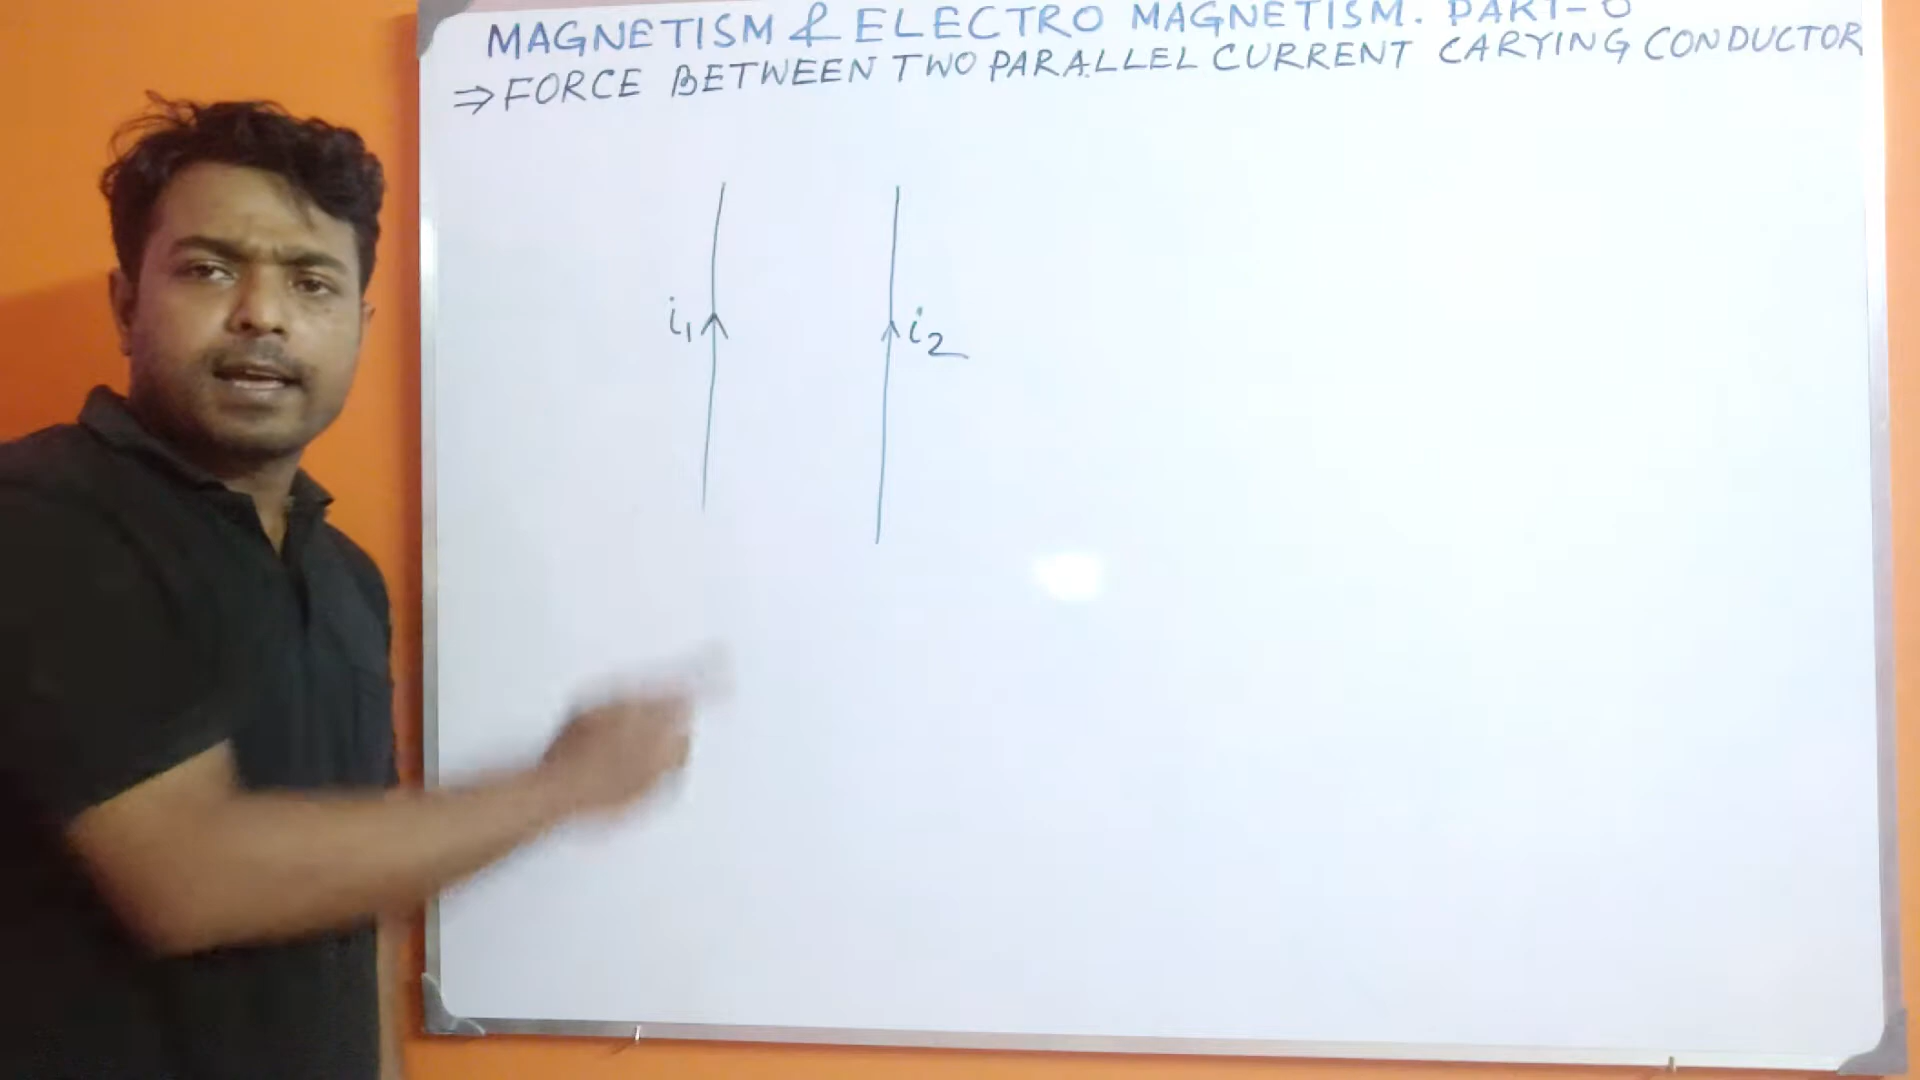 MAGNETISM & ELECTRO MAGNETISM. PART-
⇒ FORCE BETWEEN TWO PARALLEL CURRENT CARYING CONDUCTOR
i1 i2